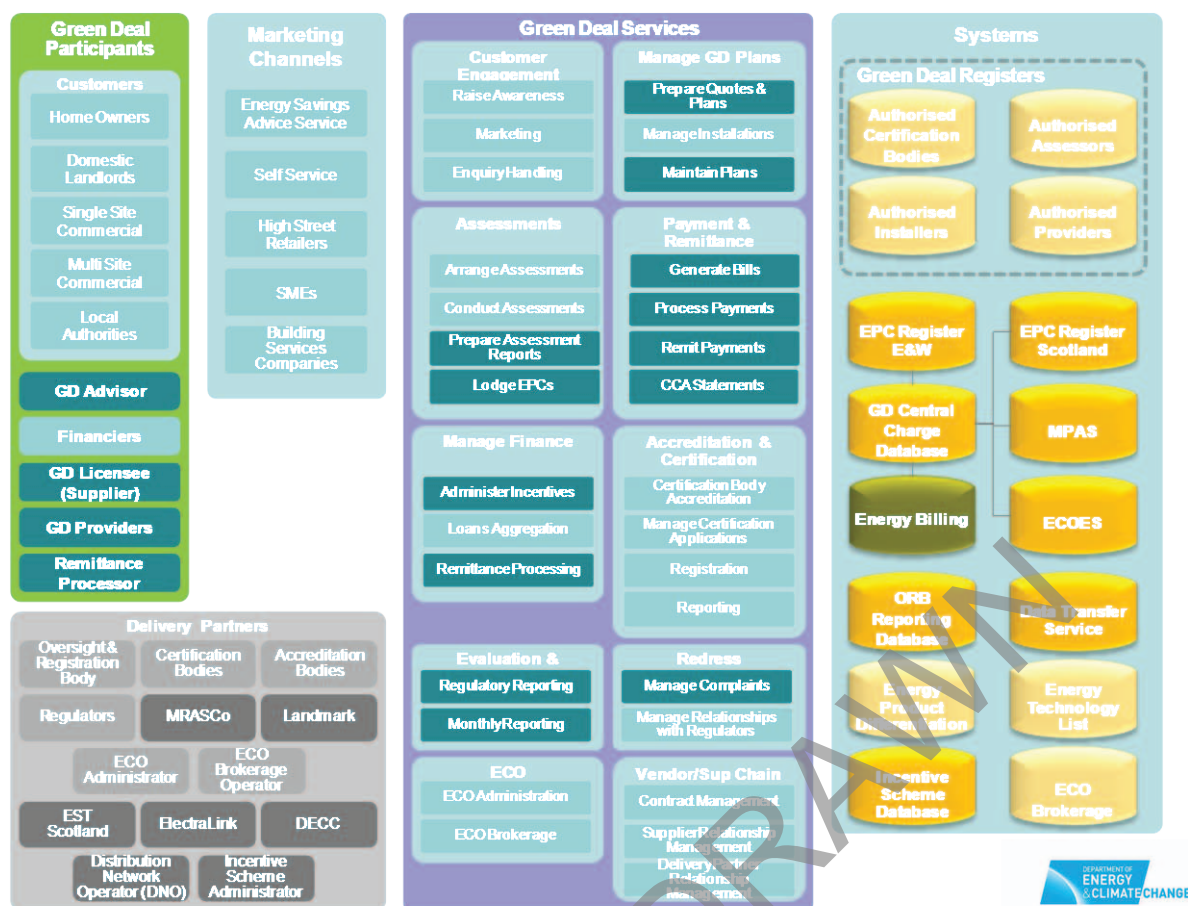 Green Deal
Participants
Customers
Home Owners
Domestic
Landlords
Single Site
Commercial
Multi Site
Commercial
Local
Authorities
GD Advisor
Financiers
GD Licensee
(Supplier)
GD Providers
Remittance
Processor
Marketing
Channels
Energy Savings
Advice Service
Self Service
High Street
Retailers
SMEs
Building
Services
Companies
Delivery Partners
Oversight &
Registration
Body
Certification
Bodies
Accreditation
Bodies
Regulators
MRASCo
Landmark
ECO
Administrator
ECO
Brokerage
Operator
EST
Scotland
ElectraLink
DECC
Distribution
Network
Operator (DNO)
Incentive
Scheme
Administrator
Green Deal Services
Customer
Engagement
Raise Awareness
Marketing
Enquiry Handling
Manage GD Plans
Prepare Quotes &
Plans
Manage Installations
Maintain Plans
Assessments
Arrange Assessments
Conduct Assessments
Prepare Assessment
Reports
Lodge EPCs
Payment &
Remittance
Generate Bills
Process Payments
Remit Payments
CCA Statements
Manage Finance
Administer Incentives
Loans Aggregation
Remittance Processing
Accreditation &
Certification
Certification Body
Accreditation
Manage Certification
Applications
Registration
Reporting
Evaluation &
Regulatory Reporting
Monthly Reporting
Redress
Manage Complaints
Manage Relationships
with Regulators
ECO
ECO Administration
ECO Brokerage
Vendor/Sup Chain
Contract Management
Supplier Relationship
Management
Delivery Partner
Relationship
Management
Systems
Green Deal Registers
Authorised
Certification
Bodies
Authorised
Assessors
Authorised
Installers
Authorised
Providers
EPC Register
E&W
EPC Register
Scotland
GD Central
Charge
Database
MPAS
Energy Billing
ECOES
ORB
Reporting
Database
Data Transfer
Service
Energy
Product
Differentiation
Energy
Technology
List
Incentive
Scheme
Database
ECO
Brokerage
DRAWN
DEPARTMENT OF
ENERGY
& CLIMATE CHANGE